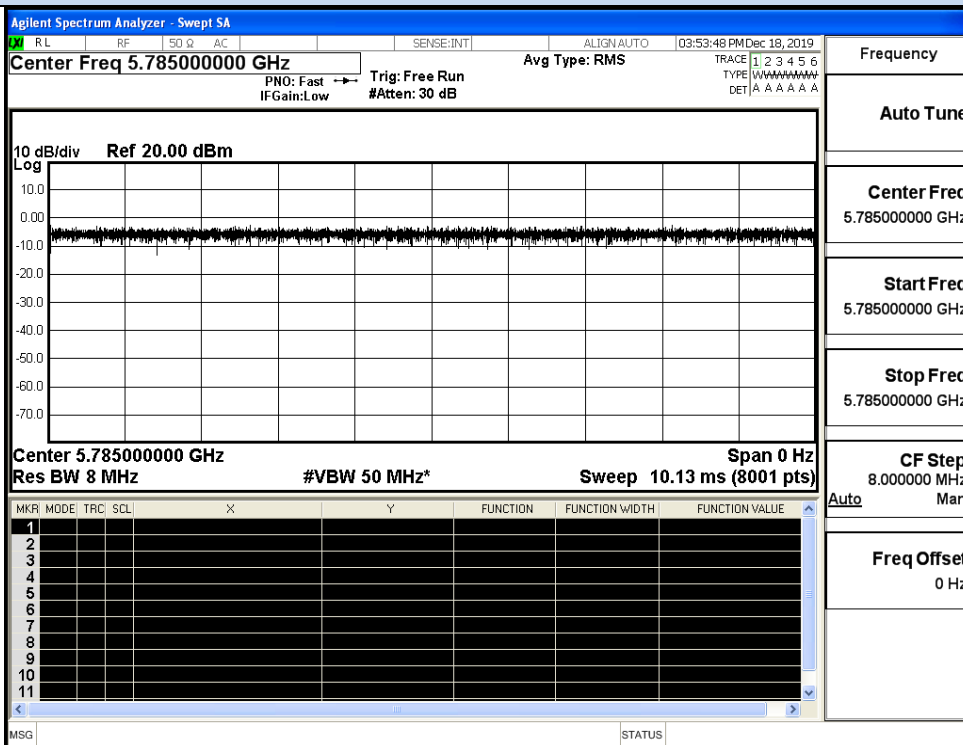 Agilent Spectrum Analyzer - Swept SA
LXI RL RF 50 Ω AC SENSE:INT ALIGN AUTO 03:53:48 PM Dec 18, 2019
Center Freq 5.785000000 GHz
PNO: Fast
IFGain:Low
Trig: Free Run
#Atten: 30 dB
Avg Type: RMS
TRACE 1 2 3 4 5 6
TYPE WWWWWW
DET A A A A A A
10 dB/div
Log
Ref 20.00 dBm
10.0
0.00
-10.0
-20.0
-30.0
-40.0
-50.0
-60.0
-70.0
Center 5.785000000 GHz Span 0 Hz
Res BW 8 MHz #VBW 50 MHz* Sweep 10.13 ms (8001 pts)
MKR MODE TRC SCL X Y FUNCTION FUNCTION WIDTH FUNCTION VALUE
1
2
3
4
5
6
7
8
9
10
11
MSG STATUS
Frequency
Auto Tune
Center Freq
5.785000000 GHz
Start Freq
5.785000000 GHz
Stop Freq
5.785000000 GHz
CF Step
8.000000 MHz
Auto Man
Freq Offset
0 Hz